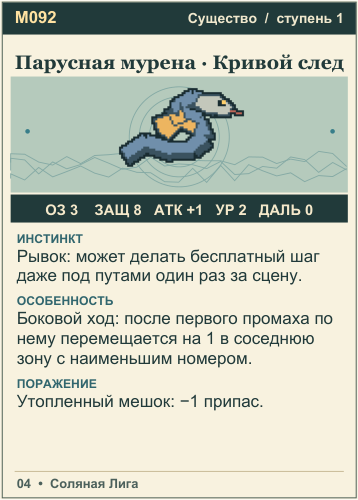 M092
Существо / ступень 1
Парусная мурена · Кривой след
ОЗ 3 ЗАЩ 8 АТК +1 УР 2 ДАЛЬ 0
ИНСТИНКТ
Рывок: может делать бесплатный шаг
даже под путами один раз за сцену.
ОСОБЕННОСТЬ
Боковой ход: после первого промаха по
нему перемещается на 1 в соседнюю
зону с наименьшим номером.
ПОРАЖЕНИЕ
Утопленный мешок: −1 припас.
04 • Соляная Лига